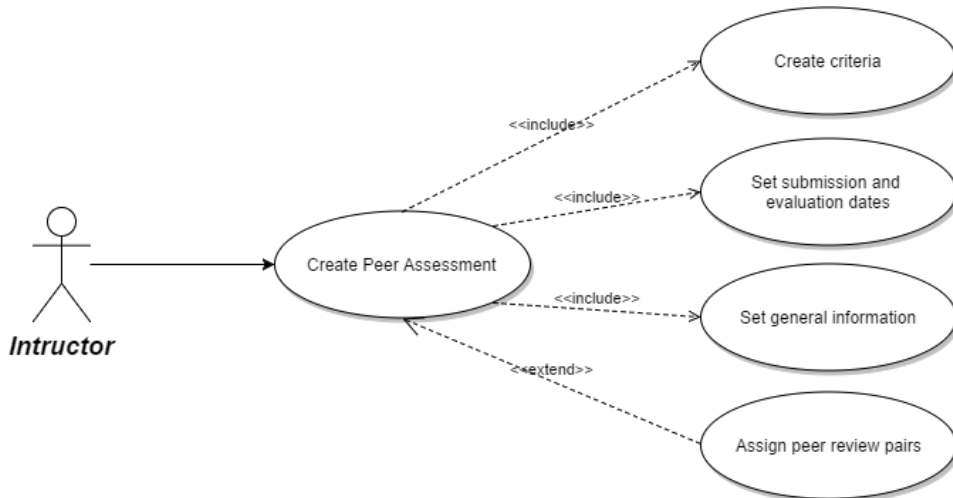 Create criteria
<<include>>
Set submission and
evaluation dates
<<include>>
Create Peer Assessment
<<include>>
Set general information
Intructor
<<extend>>
Assign peer review pairs